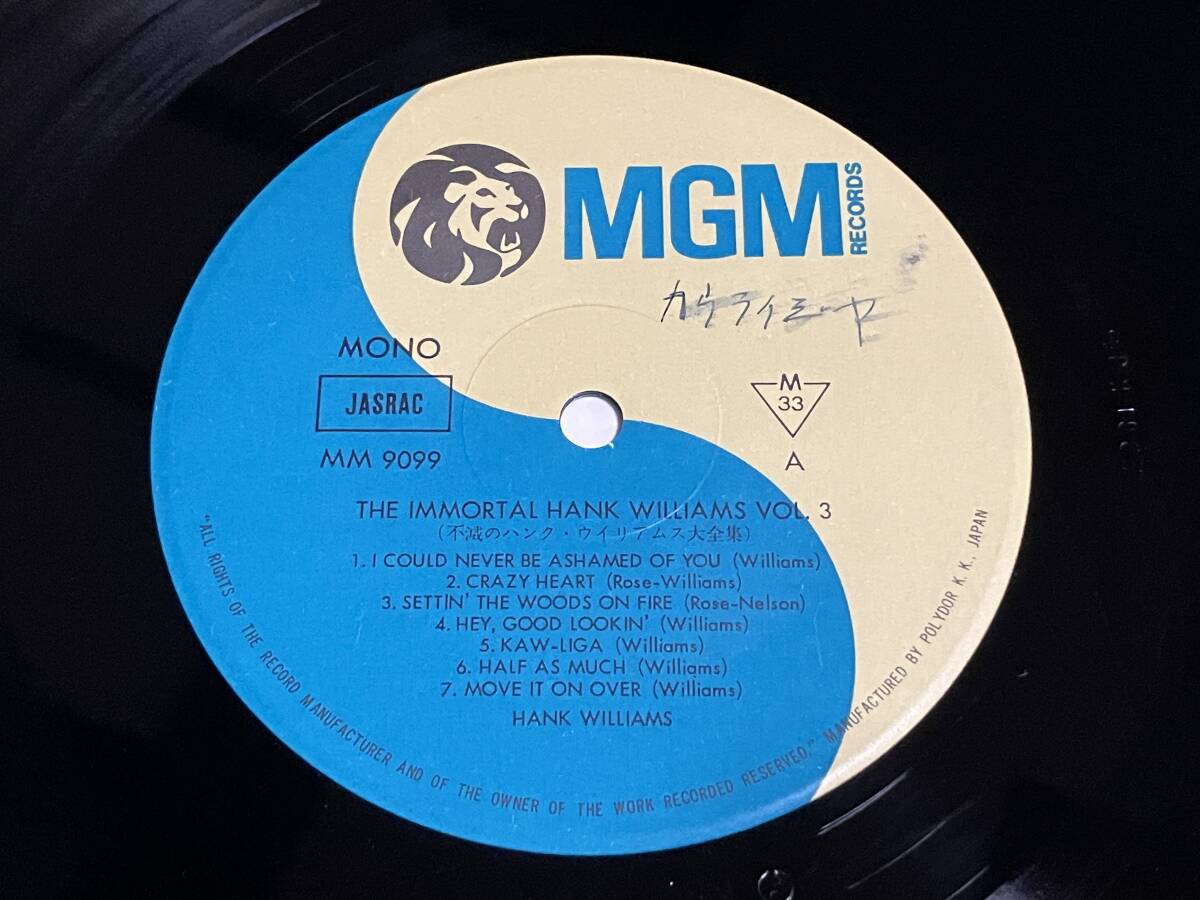 MGM
RECORDS
カウティミーヤ
MONO
JASRAC
MM 9099
M
33
A
THE IMMORTAL HANK WILLIAMS VOL. 3
(不滅のハンク・ウイリアムス大全集)
1. I COULD NEVER BE ASHAMED OF YOU (Williams)
2. CRAZY HEART (Rose-Williams)
3. SETTIN' THE WOODS ON FIRE (Rose-Nelson)
4. HEY, GOOD LOOKIN' (Williams)
5. KAW-LIGA (Williams)
6. HALF AS MUCH (Williams)
7. MOVE IT ON OVER (Williams)
HANK WILLIAMS
"ALL RIGHTS OF THE RECORD MANUFACTURER AND OF THE OWNER OF THE WORK RECORDED RESERVED." MANUFACTURED BY POLYDOR K. K., JAPAN